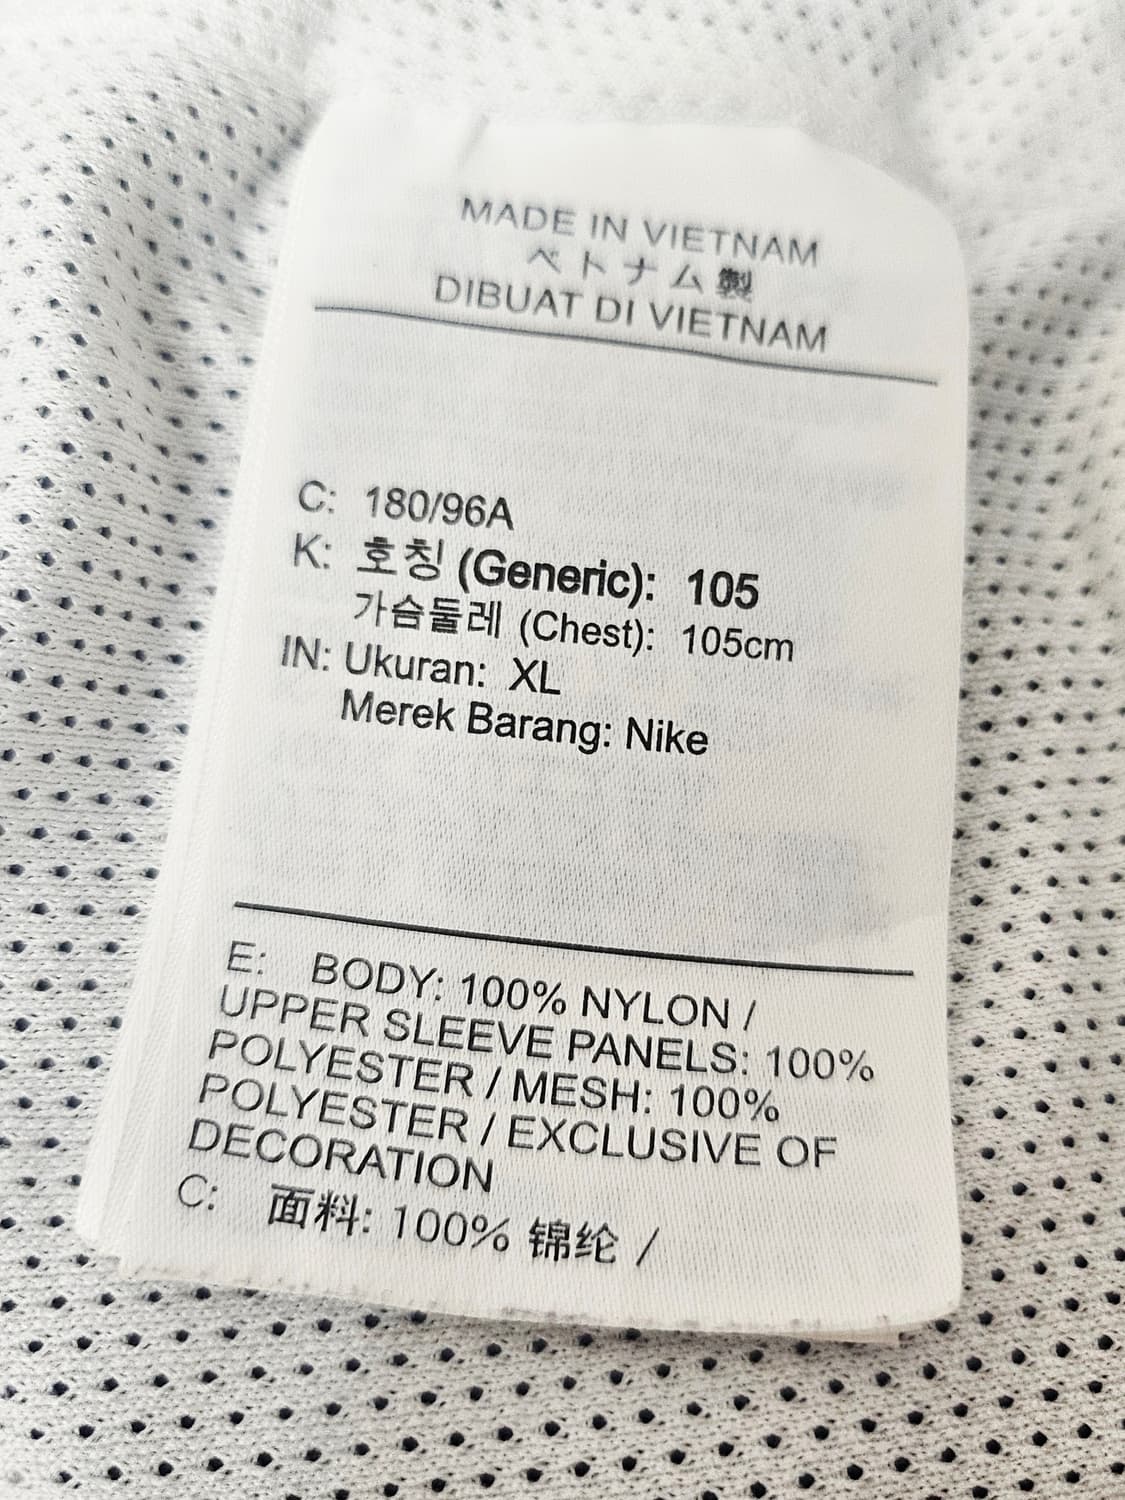 MADE IN VIETNAM
ベトナム製
DIBUAT DI VIETNAM
C: 180/96A
K: 호칭 (Generic): 105
가슴둘레 (Chest): 105cm
IN: Ukuran: XL
Merek Barang: Nike
E: BODY: 100% NYLON /
UPPER SLEEVE PANELS: 100%
POLYESTER / MESH: 100%
POLYESTER / EXCLUSIVE OF
DECORATION
C: 面料: 100% 锦纶 /